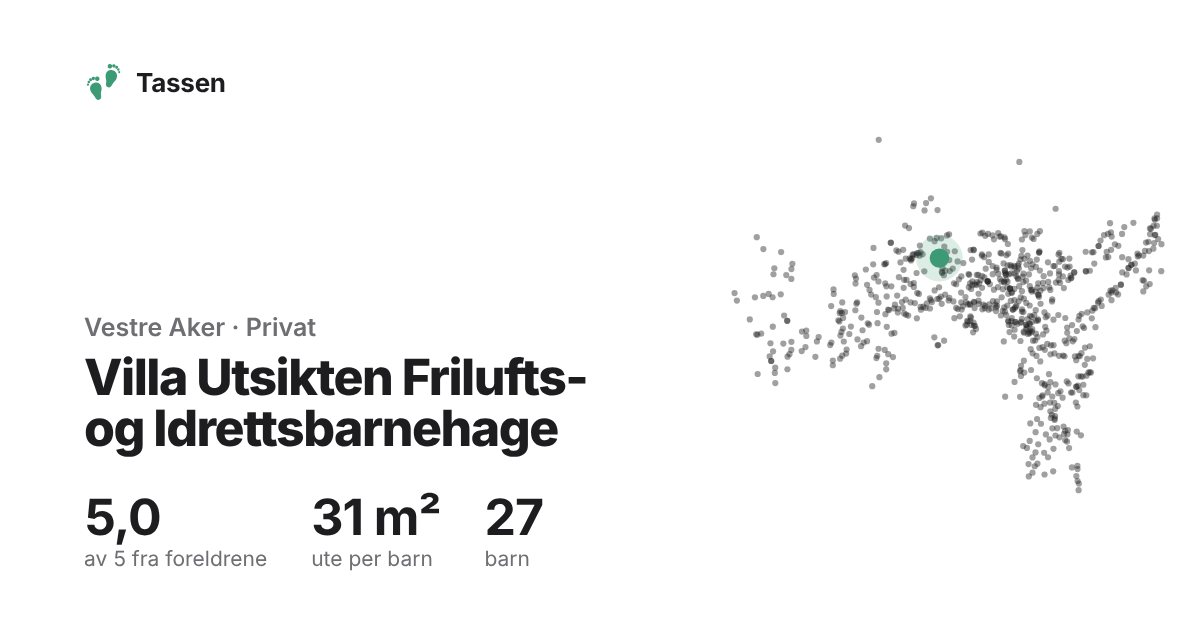 Tassen
Vestre Aker · Privat
Villa Utsikten Frilufts-
og Idrettsbarnehage
5,0
av 5 fra foreldrene
31 m²
ute per barn
27
barn